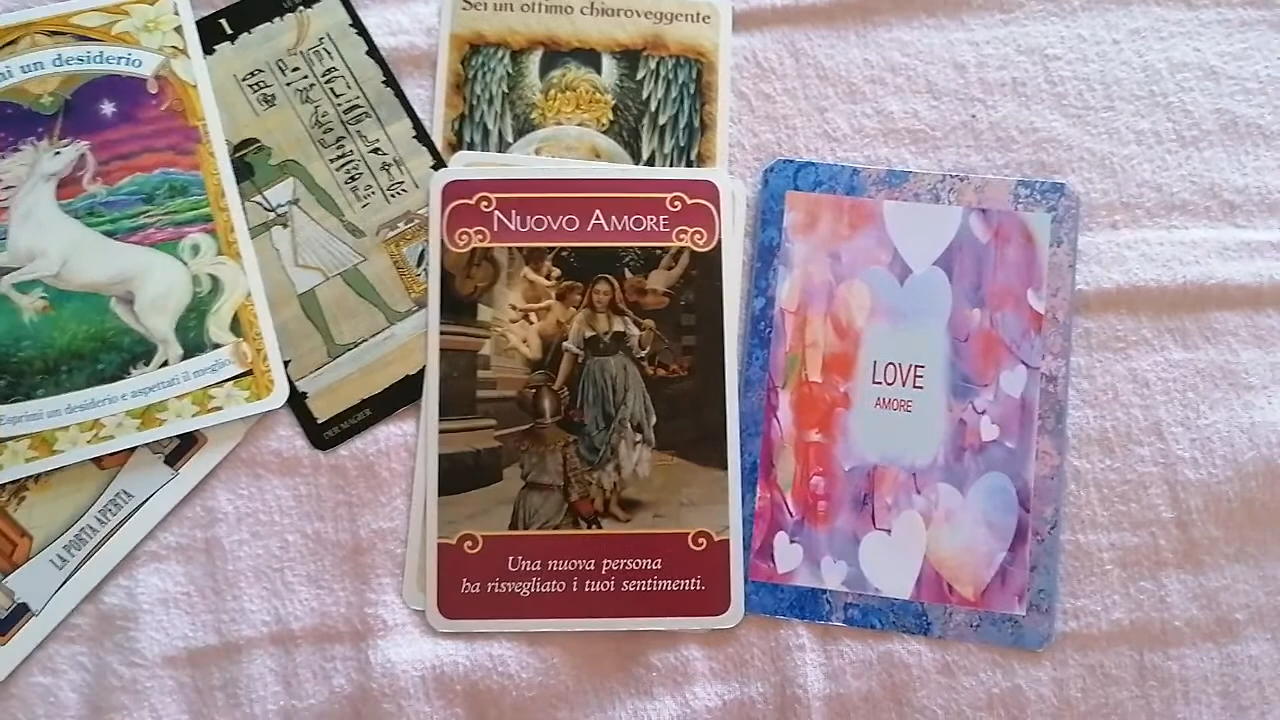 Sei un ottimo chiaroveggente
un desiderio
1
NUOVO AMORE
LOVE
AMORE
Esprimi un desiderio e aspettati il meglio.
DER MAGIER
LA PORTA APERTA
Una nuova persona
ha risvegliato i tuoi sentimenti.